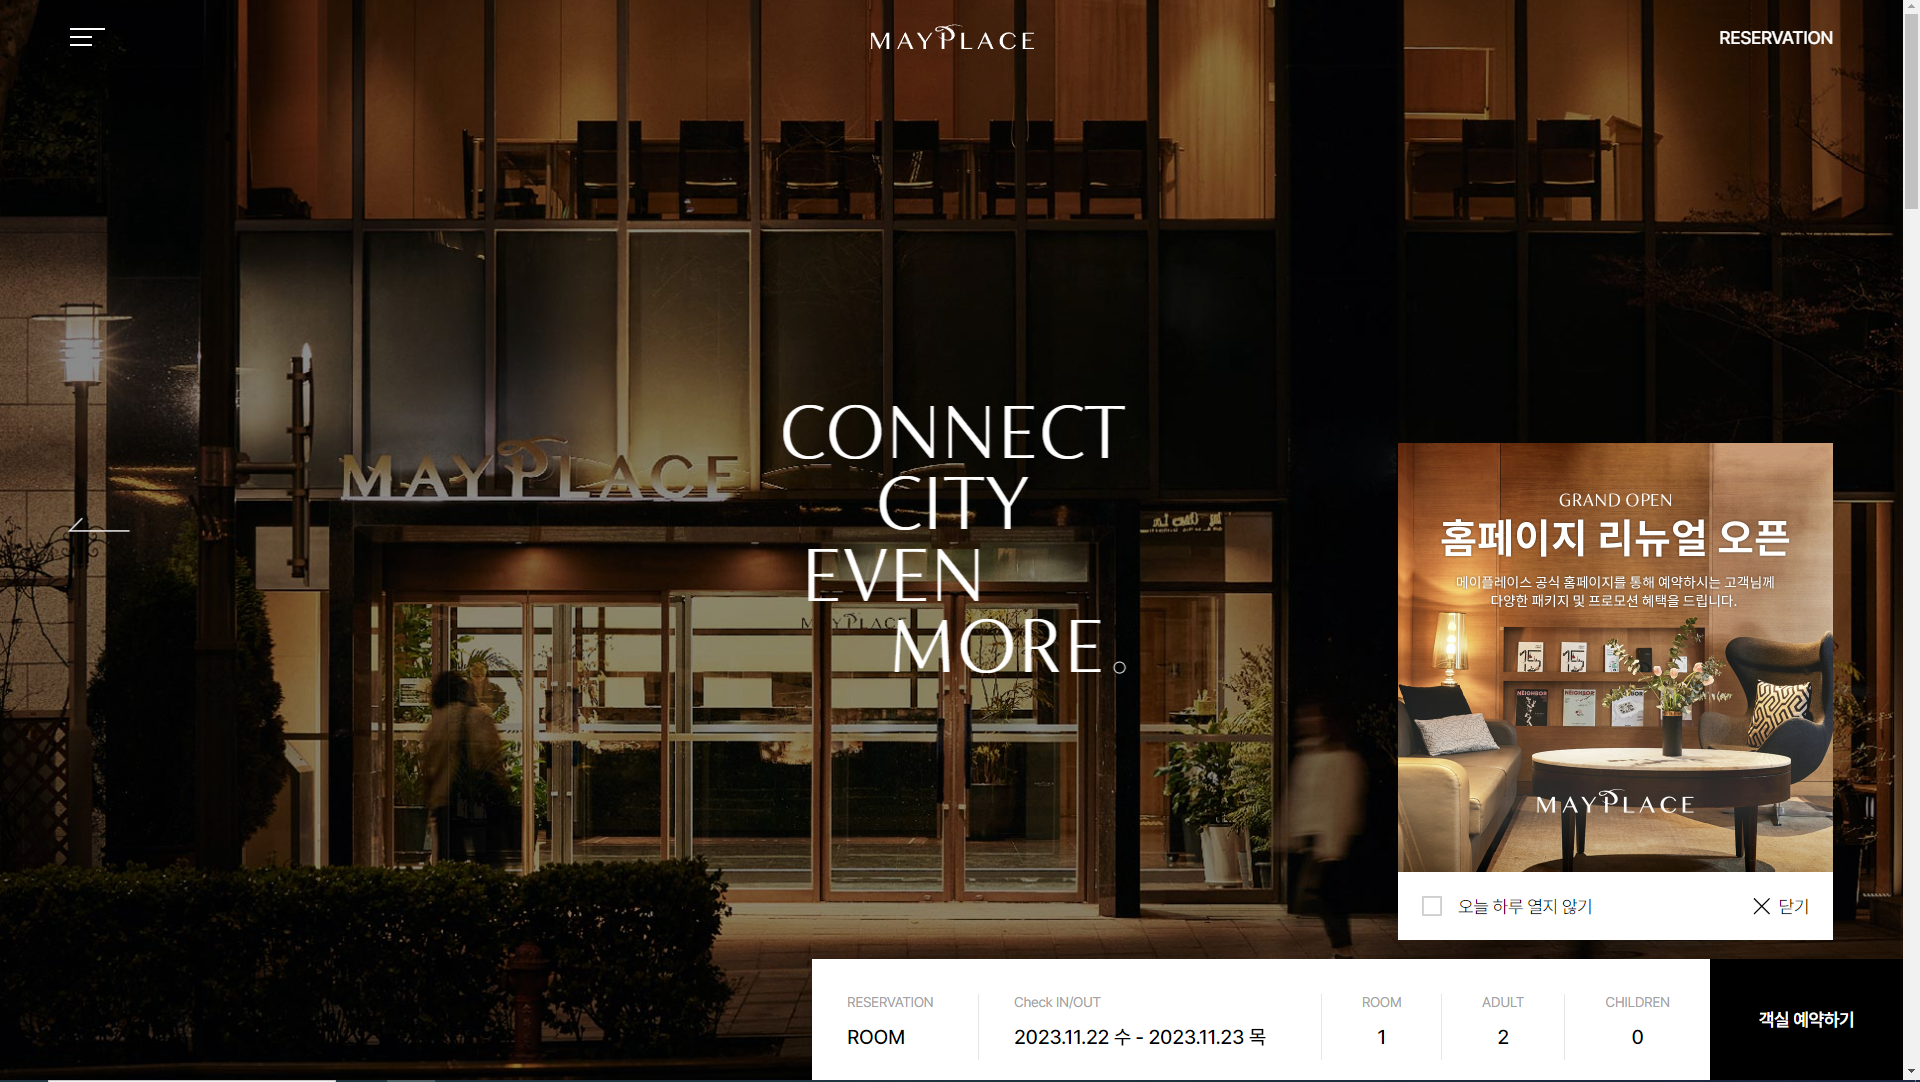 MAYPLACE
RESERVATION
CONNECT
CITY
EVEN
MORE
MAYPLACE
MAYPLACE
GRAND OPEN
홈페이지 리뉴얼 오픈
메이플레이스 공식 홈페이지를 통해 예약하시는 고객님께
다양한 패키지 및 프로모션 혜택을 드립니다.
15
15
NEIGHBOR
NEIGHBOR
MAYPLACE
오늘 하루 열지 않기
닫기
RESERVATION
ROOM
Check IN/OUT
2023.11.22 수 - 2023.11.23 목
ROOM
1
ADULT
2
CHILDREN
0
객실 예약하기